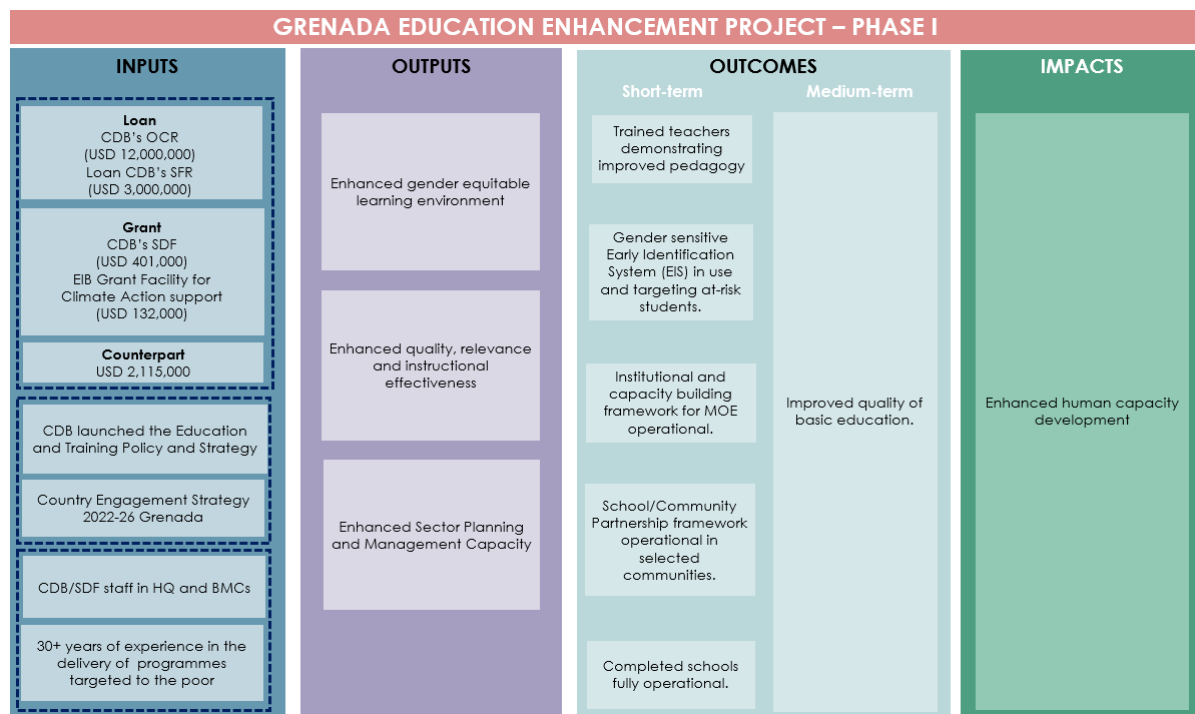 GRENADA EDUCATION ENHANCEMENT PROJECT – PHASE I
INPUTS
Loan
CDB's OCR
(USD 12,000,000)
Loan CDB's SFR
(USD 3,000,000)
Grant
CDB's SDF
(USD 401,000)
EIB Grant Facility for
Climate Action support
(USD 132,000)
Counterpart
USD 2,115,000
CDB launched the Education
and Training Policy and Strategy
Country Engagement Strategy
2022-26 Grenada
CDB/SDF staff in HQ and BMCs
30+ years of experience in the
delivery of programmes
targeted to the poor
OUTPUTS
Enhanced gender equitable
learning environment
Enhanced quality, relevance
and instructional
effectiveness
Enhanced Sector Planning
and Management Capacity
OUTCOMES
Short-term
Trained teachers
demonstrating
improved pedagogy
Gender sensitive
Early Identification
System (EIS) in use
and targeting at-risk
students.
Institutional and
capacity building
framework for MOE
operational.
School/Community
Partnership framework
operational in
selected
communities.
Completed schools
fully operational.
Medium-term
Improved quality of
basic education.
IMPACTS
Enhanced human capacity
development